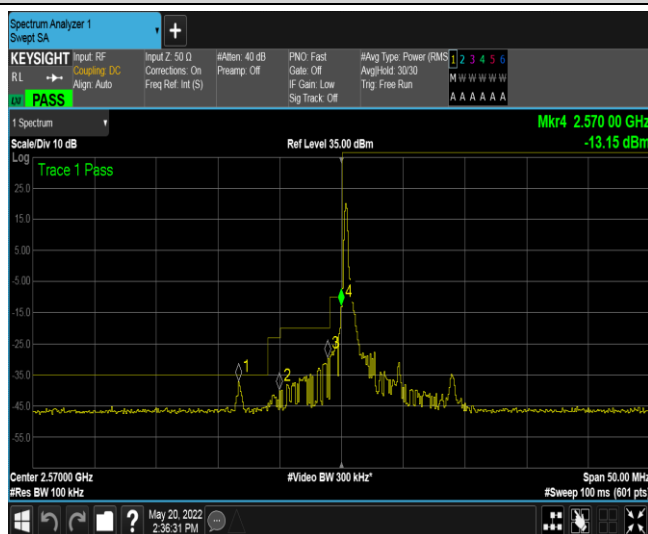 Spectrum Analyzer 1
Swept SA
+
KEYSIGHT Input: RF Input Z: 50 Ω #Atten: 40 dB PNO: Fast #Avg Type: Power (RMS 1 2 3 4 5 6
RL Coupling: DC Corrections: On Preamp: Off Gate: Off Avg|Hold: 30/30 M W W W W W
Align: Auto Freq Ref: Int (S) IF Gain: Low Trig: Free Run
LV PASS Sig Track: Off A A A A A A
1 Spectrum Mkr4 2.570 00 GHz
Scale/Div 10 dB Ref Level 35.00 dBm -13.15 dBm
Log
Trace 1 Pass
25.0
15.0
5.00
-5.00
4
-15.0
3
-25.0
1
-35.0
2
-45.0
-55.0
Center 2.57000 GHz #Video BW 300 kHz* Span 50.00 MHz
#Res BW 100 kHz #Sweep 100 ms (601 pts)
? May 20, 2022
2:36:31 PM